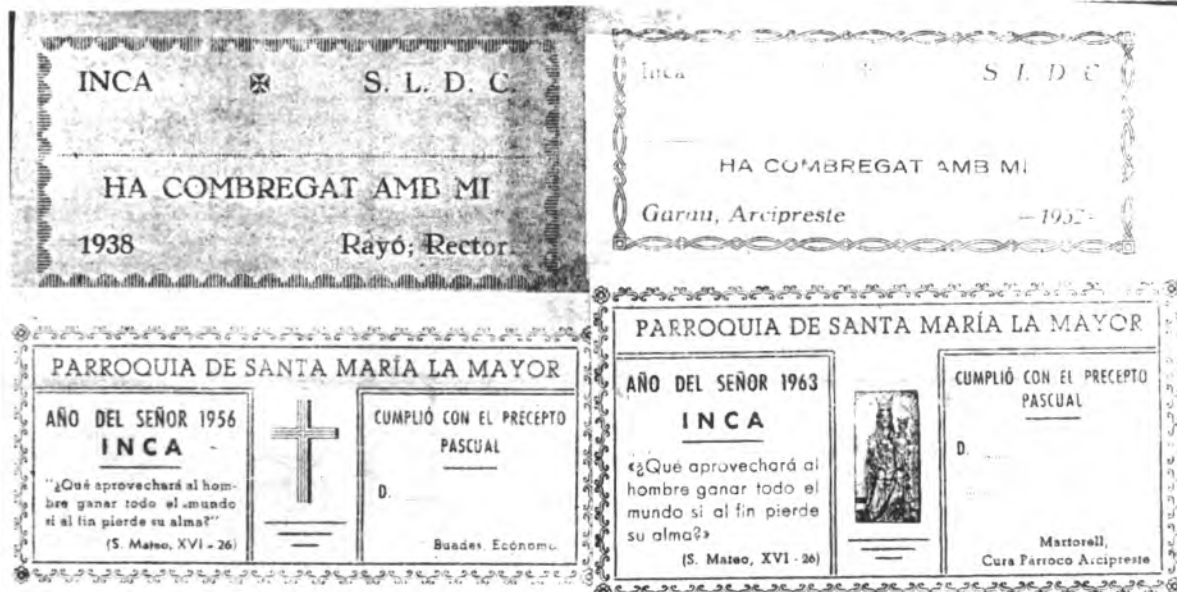 INCA ✠ S. L. D. C.
HA COMBREGAT AMB MI
1938 Rayó; Rector.
Inca S L D C
HA COMBREGAT AMB MI
Garau, Arcipreste —1952—
PARROQUIA DE SANTA MARÍA LA MAYOR
AÑO DEL SEÑOR 1956
INCA
"¿Qué aprovechará al hom-
bre ganar todo el mundo
si al fin pierde su alma?"
(S. Mateo, XVI - 26)
CUMPLIÓ CON EL PRECEPTO
PASCUAL
D.
Buades, Ecónomo
PARROQUIA DE SANTA MARÍA LA MAYOR
AÑO DEL SEÑOR 1963
INCA
«¿Qué aprovechará al
hombre ganar todo el
mundo si al fin pierde
su alma?»
(S. Mateo, XVI - 26)
CUMPLIÓ CON EL PRECEPTO
PASCUAL
D.
Martorell,
Cura Párroco Arcipreste